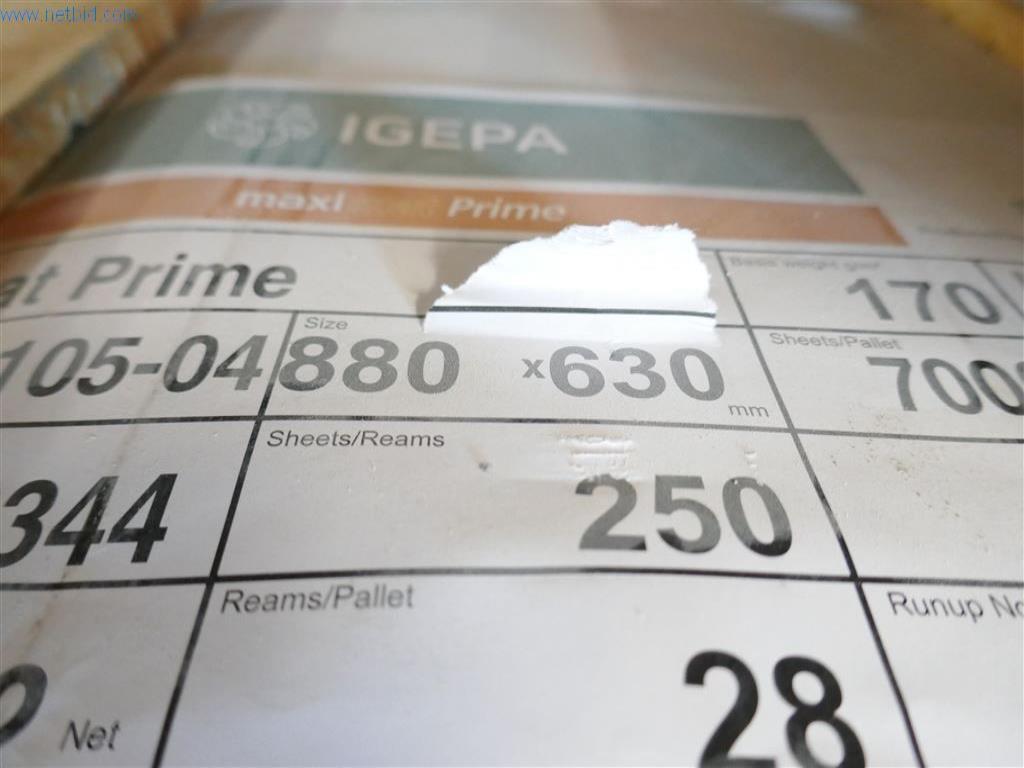 www.netbid.com
IGEPA
maxi Prime
at Prime
Basis weight g/m²
170
105-04
Size
880 x630 mm
Sheets/Pallet
7000
344
Sheets/Reams
250
Net
Reams/Pallet
28
Runup No